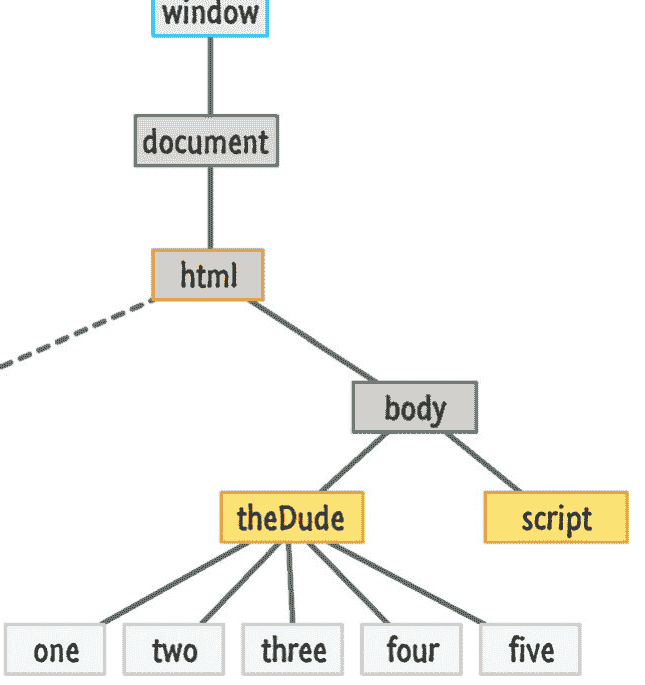 window
document
html
body
theDude
script
one
two
three
four
five